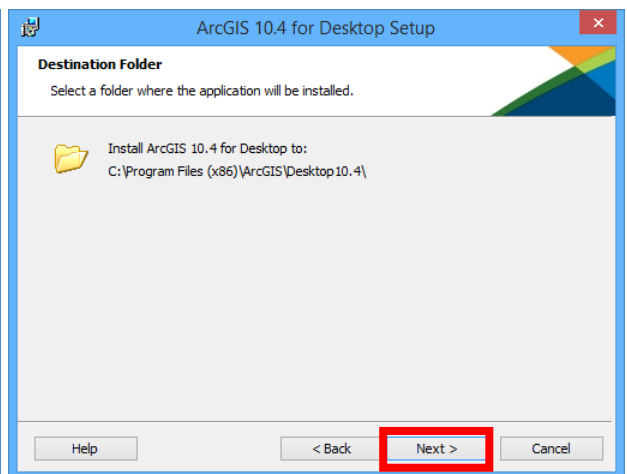 ArcGIS 10.4 for Desktop Setup
Destination Folder
Select a folder where the application will be installed.
Install ArcGIS 10.4 for Desktop to:
C:\Program Files (x86)\ArcGIS\Desktop10.4\
Help
< Back
Next >
Cancel